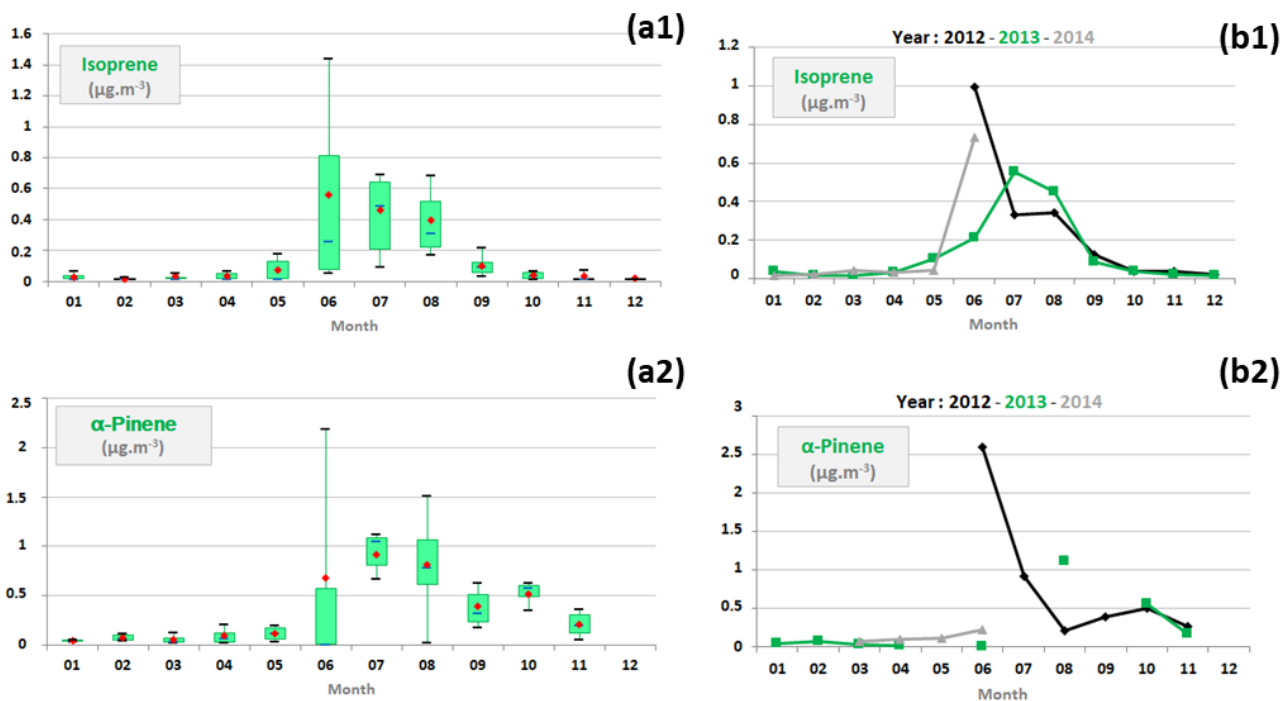 (a1)
1.6
1.4
1.2
1
0.8
0.6
0.4
0.2
0
Isoprene
(µg.m-3)
01 02 03 04 05 06 07 08 09 10 11 12
Month
(b1)
Year : 2012 - 2013 - 2014
1.2
1
0.8
0.6
0.4
0.2
0
Isoprene
(µg.m-3)
01 02 03 04 05 06 07 08 09 10 11 12
Month
(a2)
2.5
2
1.5
1
0.5
0
α-Pinene
(µg.m-3)
01 02 03 04 05 06 07 08 09 10 11 12
Month
(b2)
Year : 2012 - 2013 - 2014
3
2.5
2
1.5
1
0.5
0
α-Pinene
(µg.m-3)
01 02 03 04 05 06 07 08 09 10 11 12
Month